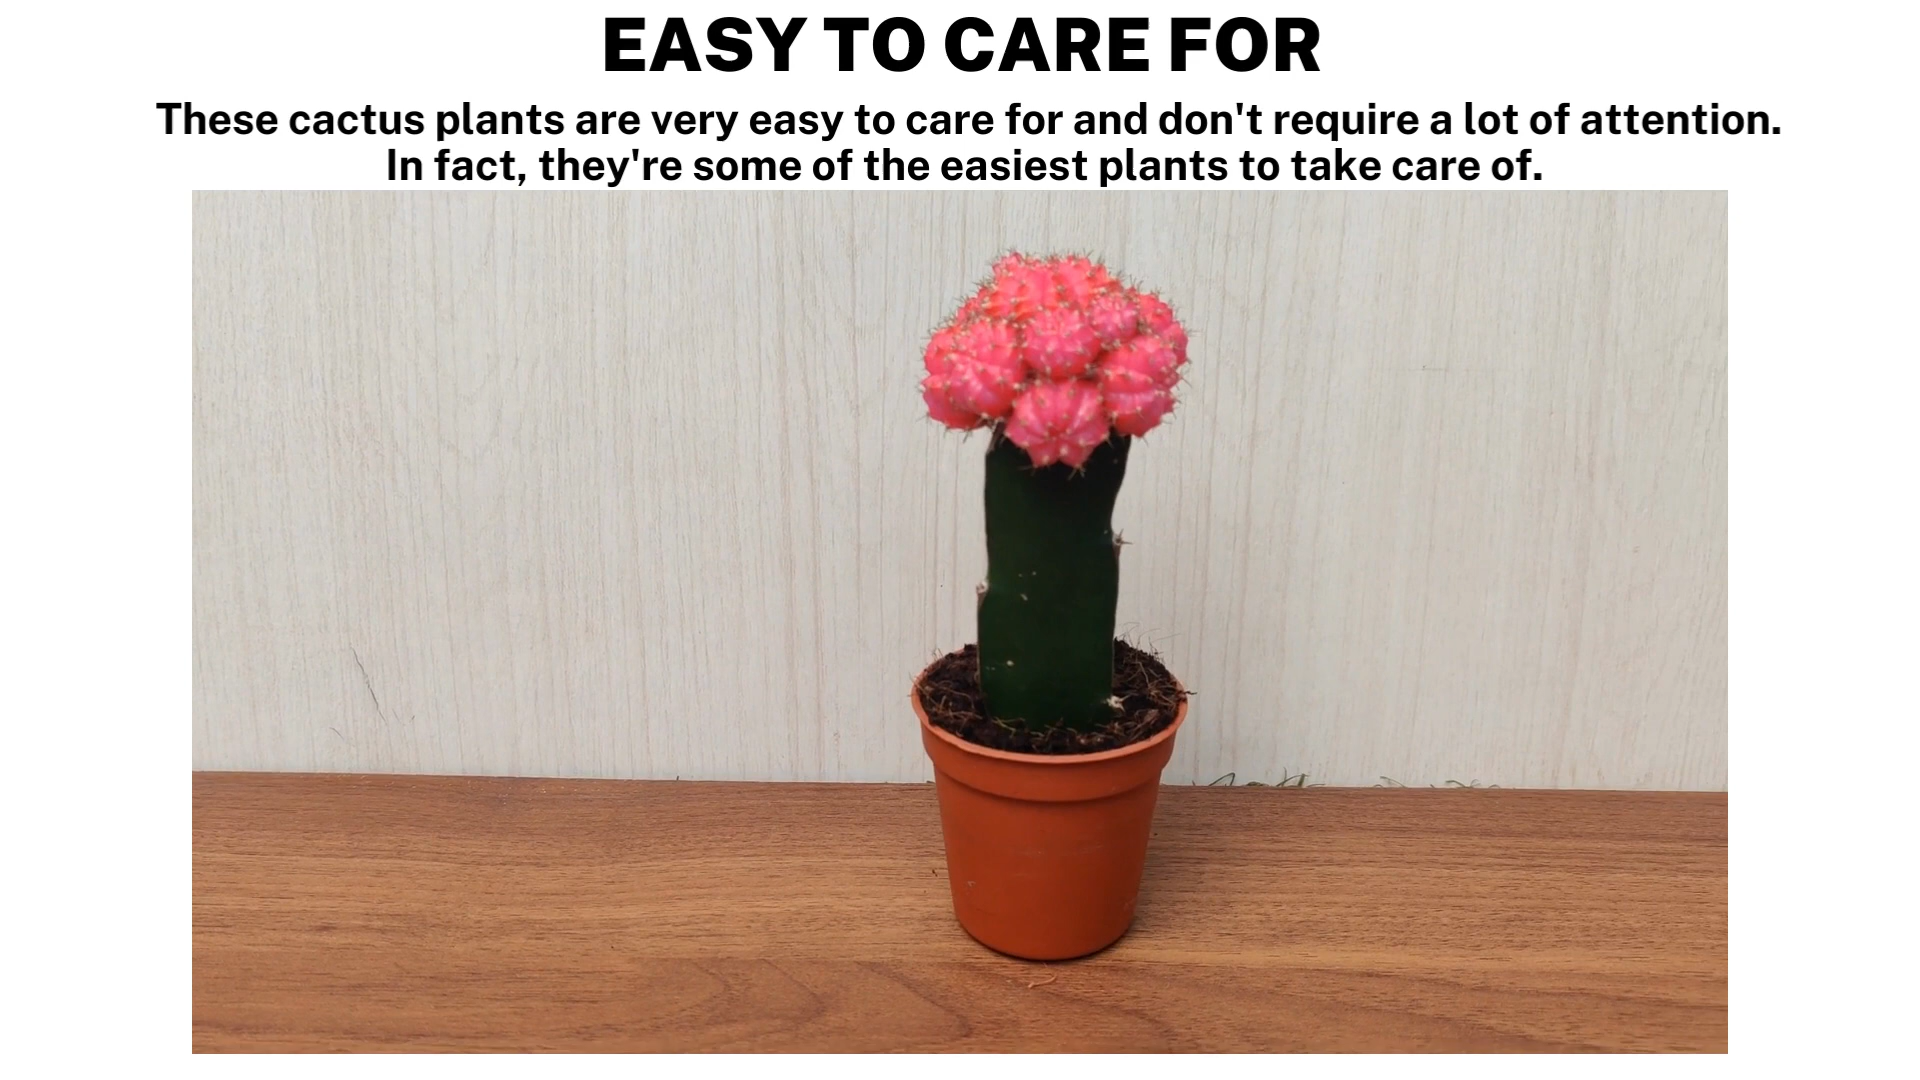 EASY TO CARE FOR
These cactus plants are very easy to care for and don't require a lot of attention.
In fact, they're some of the easiest plants to take care of.